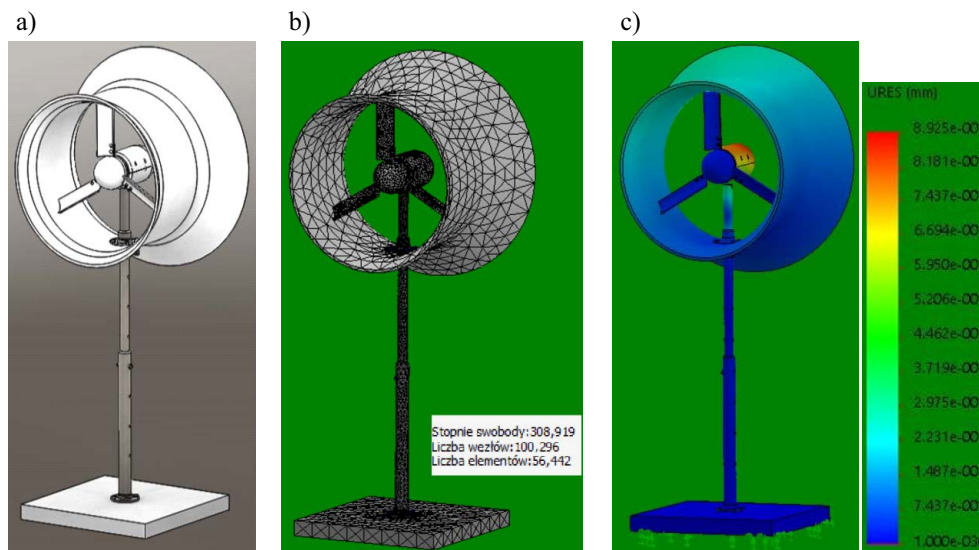 a)
b)
c)
Stopnie swobody:308,919
Liczba węzłów:100,296
Liczba elementów:56,442
URES (mm)
8.925e-00
8.181e-00
7.437e-00
6.694e-00
5.950e-00
5.206e-00
4.462e-00
3.719e-00
2.975e-00
2.231e-00
1.487e-00
7.437e-00
1.000e-03